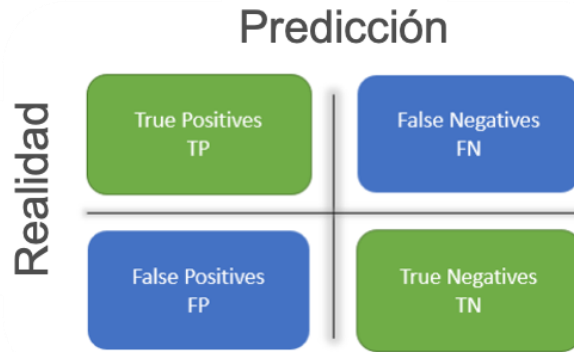 Predicción
Realidad
True Positives
TP
False Negatives
FN
False Positives
FP
True Negatives
TN